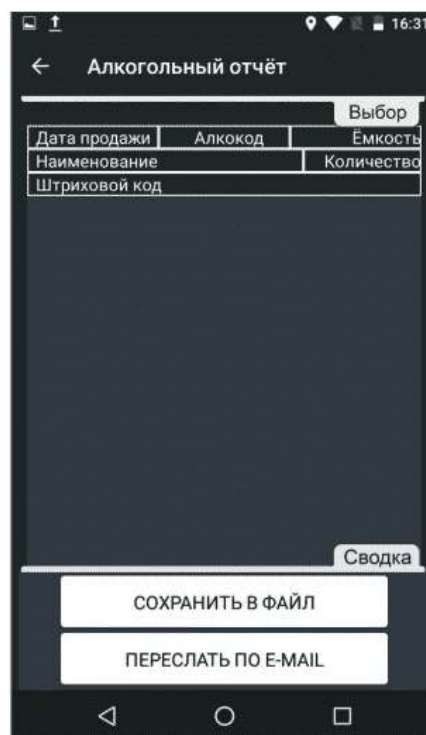 16:31
Алкогольный отчёт
Выбор
Дата продажи Алкокод Ёмкость
Наименование Количество
Штриховой код
Сводка
СОХРАНИТЬ В ФАЙЛ
ПЕРЕСЛАТЬ ПО E-MAIL